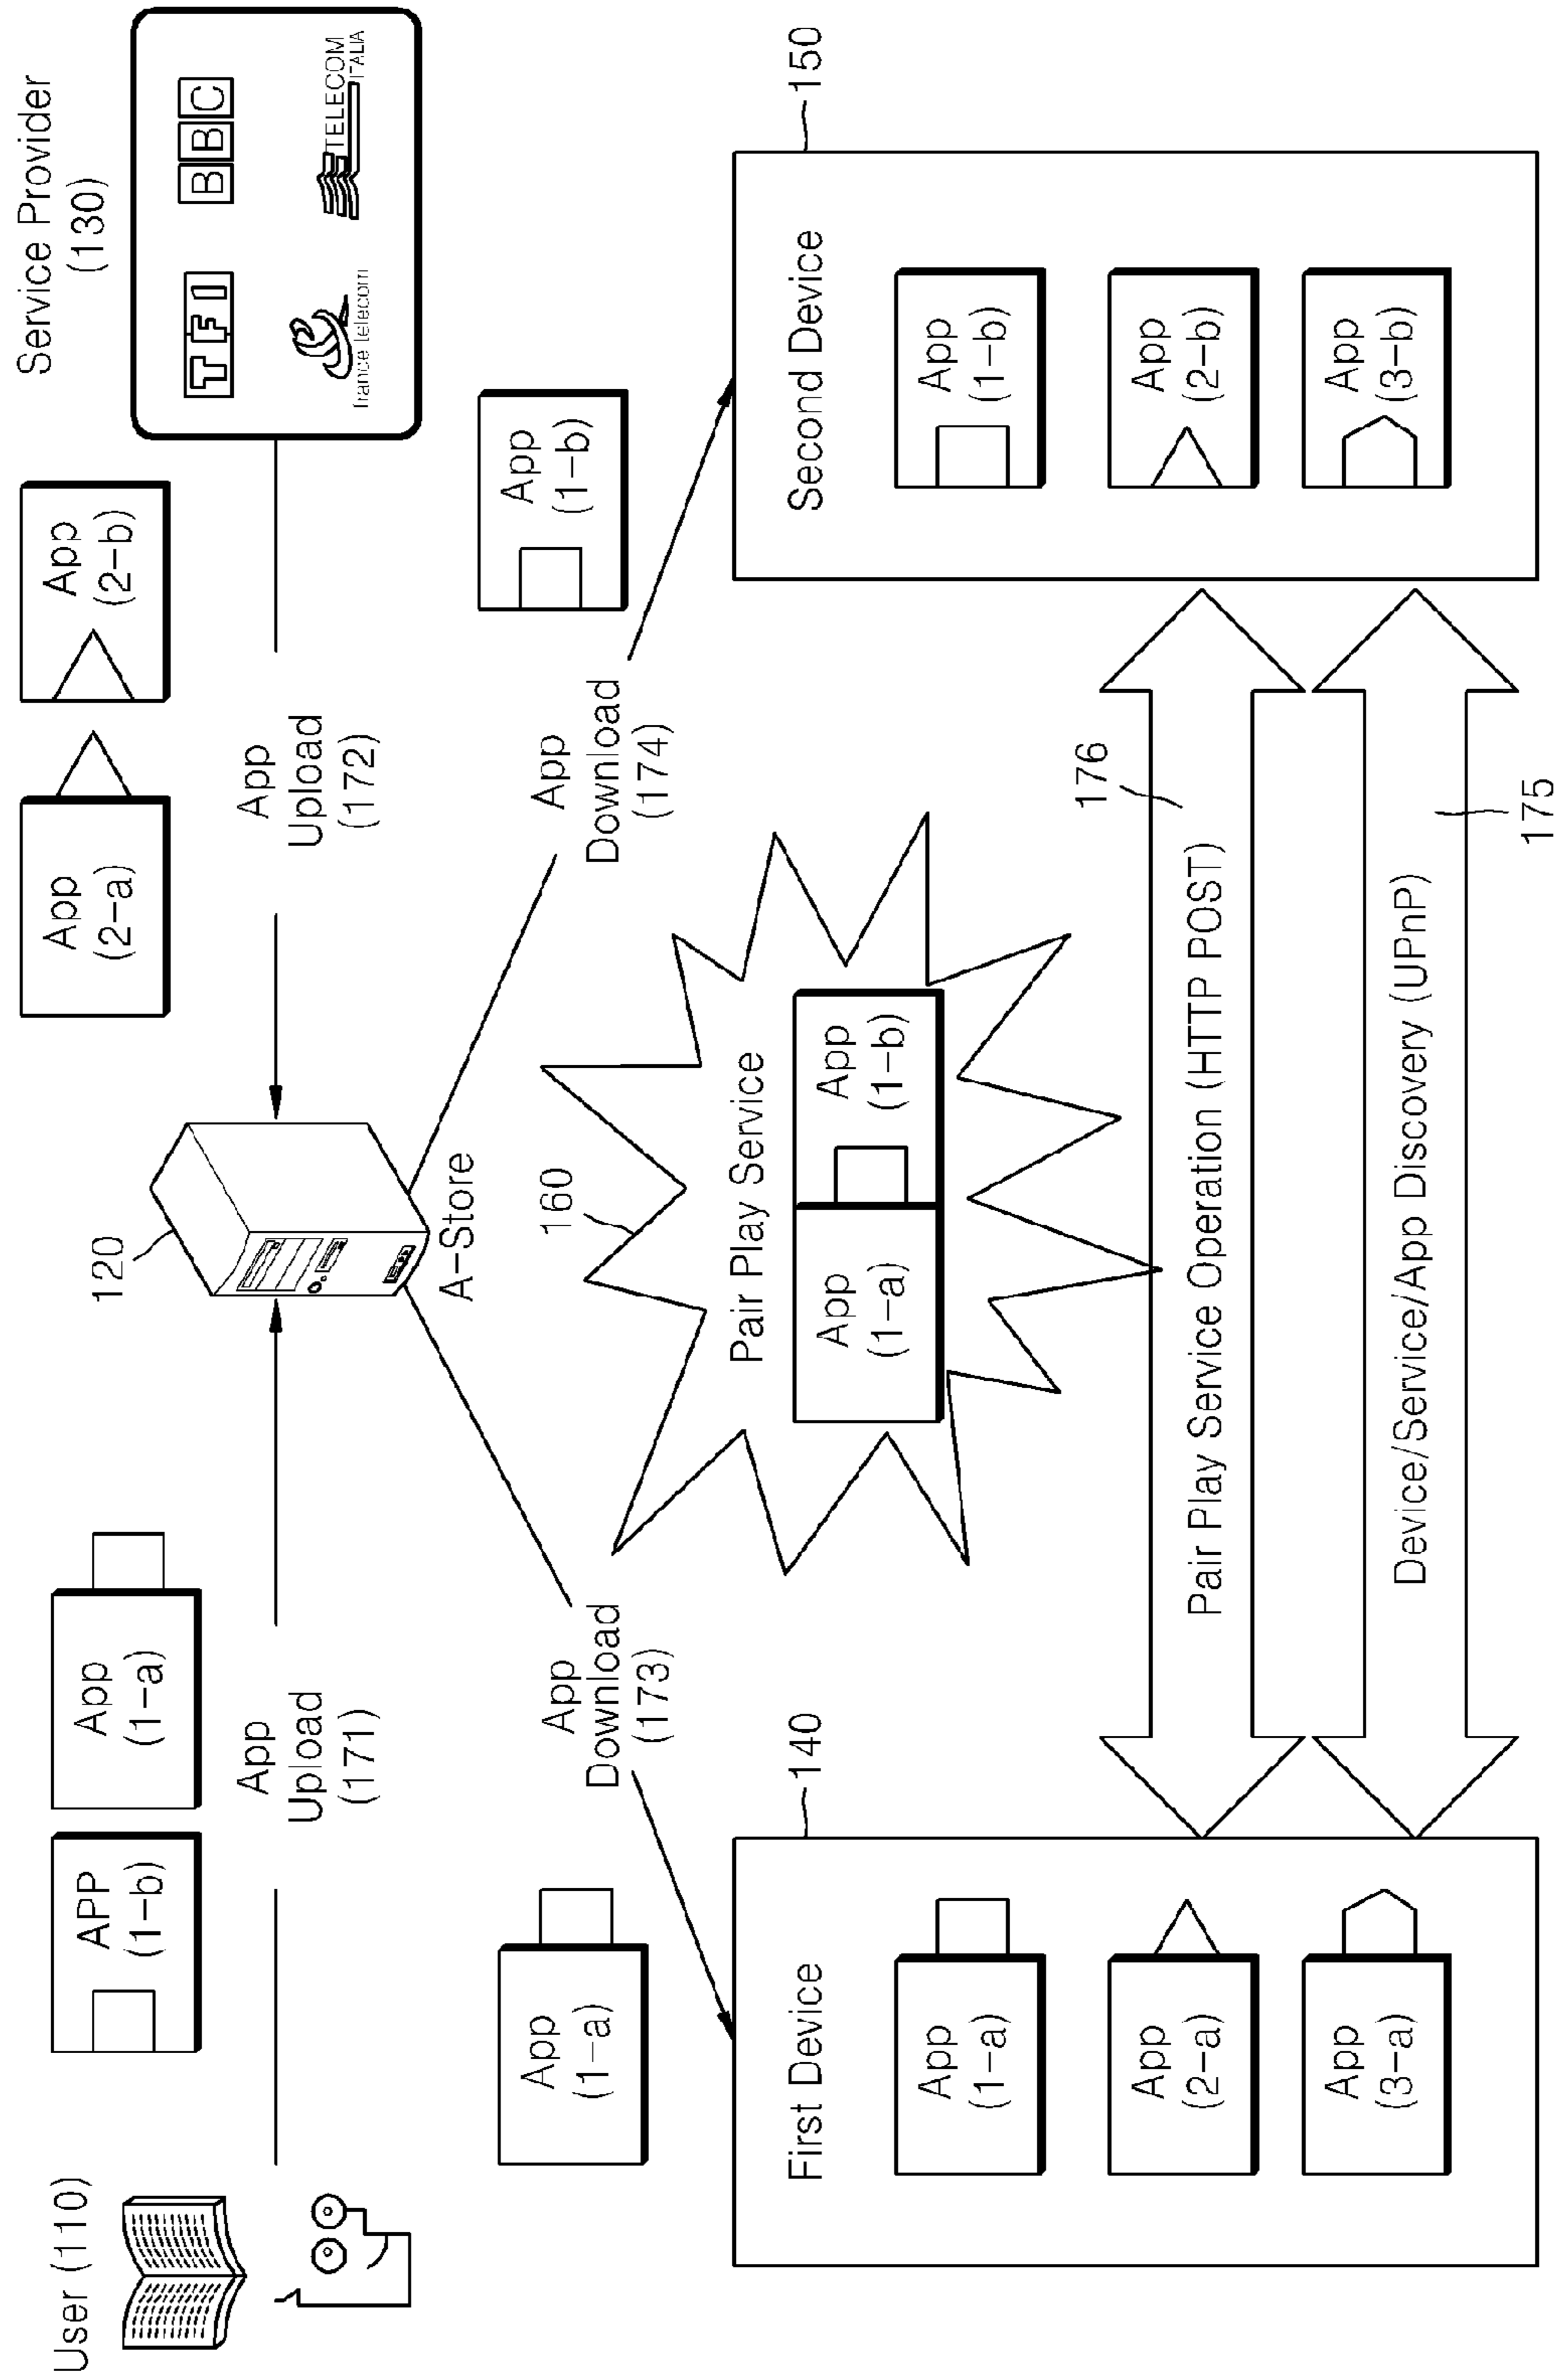 User (110)
APP
(1-b)
App
(1-a)
App
Upload
(171)
120
A-Store
App
(2-a)
App
(2-b)
App
Upload
(172)
Service Provider
(130)
TF1
BBC
france telecom
TELECOM
ITALIA
App
(1-a)
App
Download
(173)
App
Download
(174)
App
(1-b)
160
Pair Play Service
App
(1-a)
App
(1-b)
140
First Device
App
(1-a)
App
(2-a)
App
(3-a)
150
Second Device
App
(1-b)
App
(2-b)
App
(3-b)
176
Pair Play Service Operation (HTTP POST)
Device/Service/App Discovery (UPnP)
175